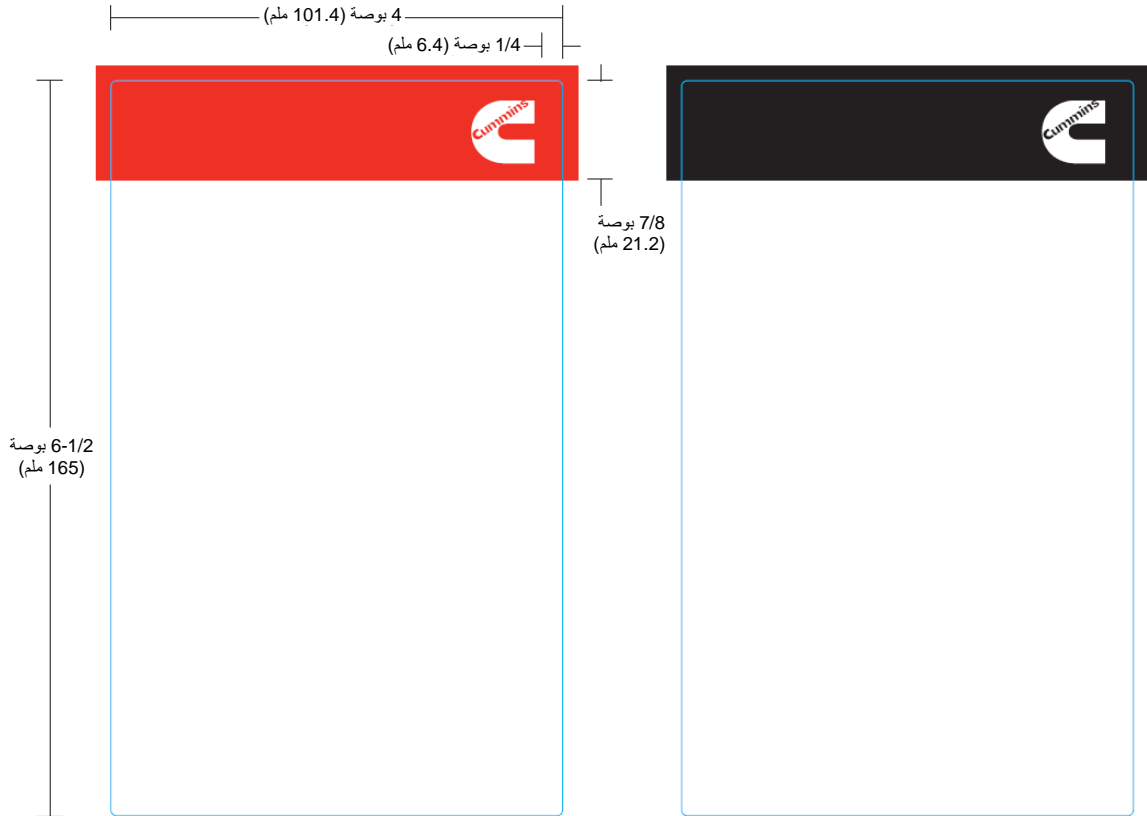 4 بوصة (101.4 ملم)
1/4 بوصة (6.4 ملم)
Cummins
Cummins
7/8 بوصة
(21.2 ملم)
6-1/2 بوصة
(165 ملم)